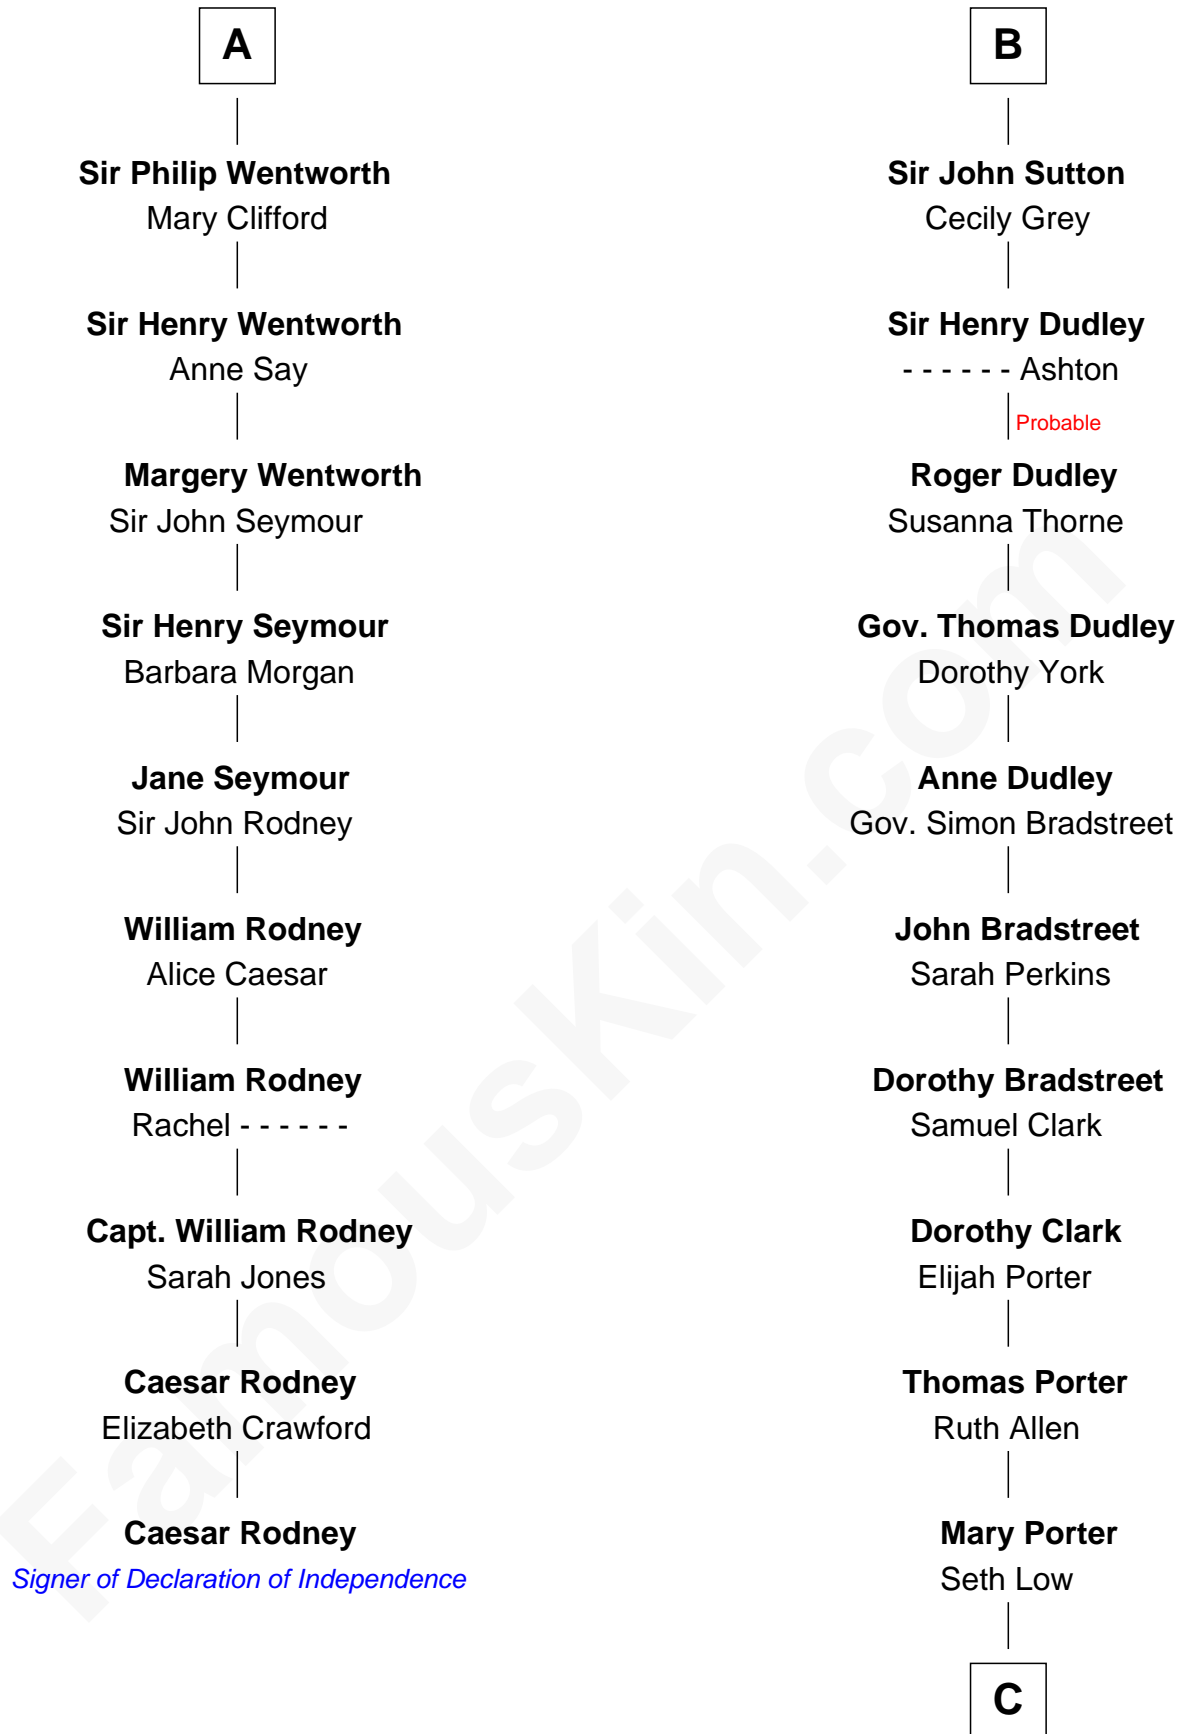 A
Sir Philip Wentworth
Mary Clifford
Sir Henry Wentworth
Anne Say
Margery Wentworth
Sir John Seymour
Sir Henry Seymour
Barbara Morgan
Jane Seymour
Sir John Rodney
William Rodney
Alice Caesar
William Rodney
Rachel - - - - - -
Capt. William Rodney
Sarah Jones
Caesar Rodney
Elizabeth Crawford
Caesar Rodney
Signer of Declaration of Independence
B
Sir John Sutton
Cecily Grey
Sir Henry Dudley
- - - - - - Ashton
Probable
Roger Dudley
Susanna Thorne
Gov. Thomas Dudley
Dorothy York
Anne Dudley
Gov. Simon Bradstreet
John Bradstreet
Sarah Perkins
Dorothy Bradstreet
Samuel Clark
Dorothy Clark
Elijah Porter
Thomas Porter
Ruth Allen
Mary Porter
Seth Low
C
FamousKin.com